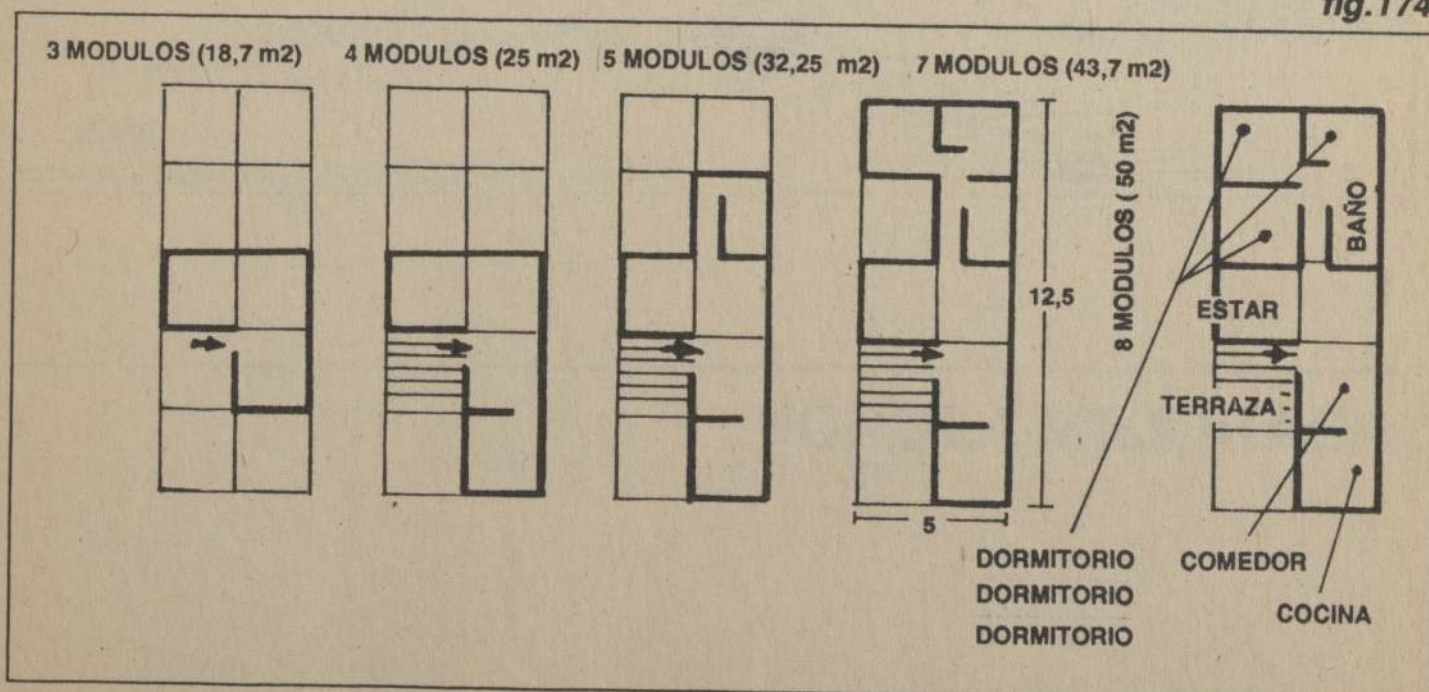 fig.174
3 MODULOS (18,7 m2) 4 MODULOS (25 m2) 5 MODULOS (32,25 m2) 7 MODULOS (43,7 m2)
8 MODULOS ( 50 m2)
BAÑO
12,5
ESTAR
TERRAZA
5
DORMITORIO COMEDOR
DORMITORIO COCINA
DORMITORIO